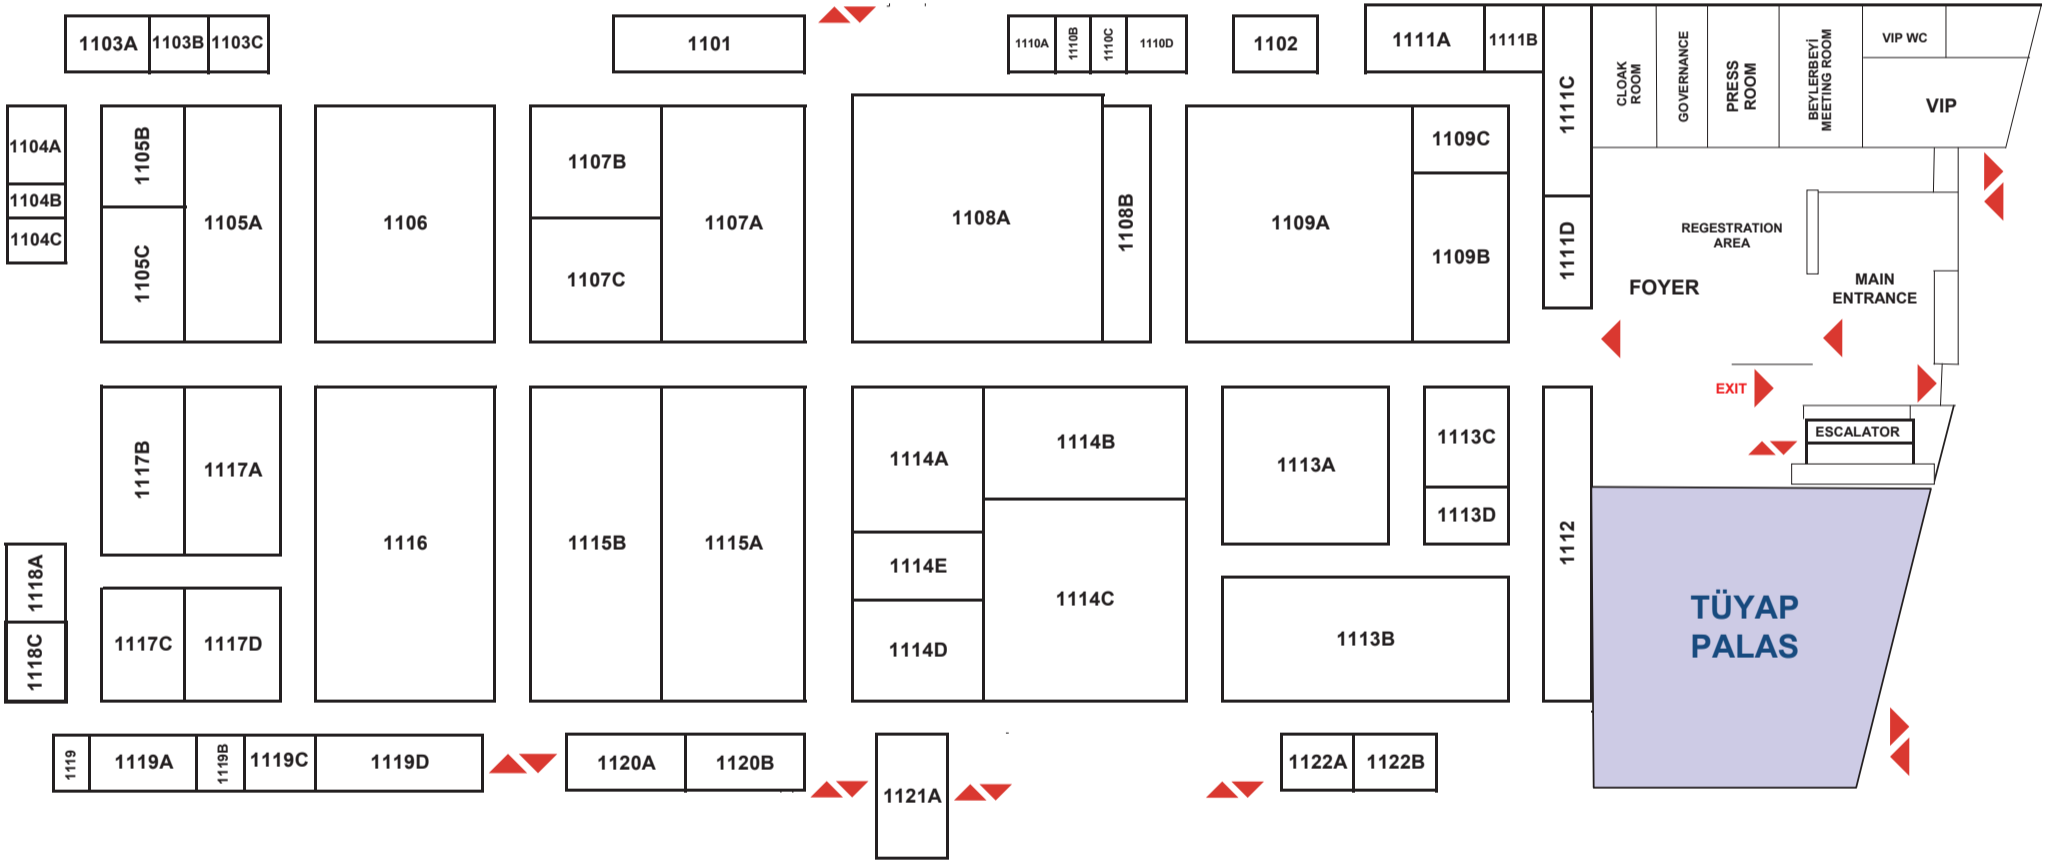 1103A
1103B
1103C
1101
1110A
1110B
1110C
1110D
1102
1111A
1111B
1111C
1111D
CLOAK
ROOM
GOVERNANCE
PRESS
ROOM
BEYLERBEYİ
MEETING ROOM
VIP WC
VIP
1104A
1104B
1104C
1105B
1105C
1105A
1106
1107B
1107C
1107A
1108A
1108B
1109A
1109C
1109B
REGESTRATION
AREA
FOYER
MAIN
ENTRANCE
EXIT
ESCALATOR
1117B
1117A
1116
1115B
1115A
1114A
1114B
1114E
1114C
1114D
1113A
1113C
1113D
1113B
1112
1118A
1118C
1117C
1117D
TÜYAP
PALAS
1119
1119A
1119B
1119C
1119D
1120A
1120B
1121A
1122A
1122B